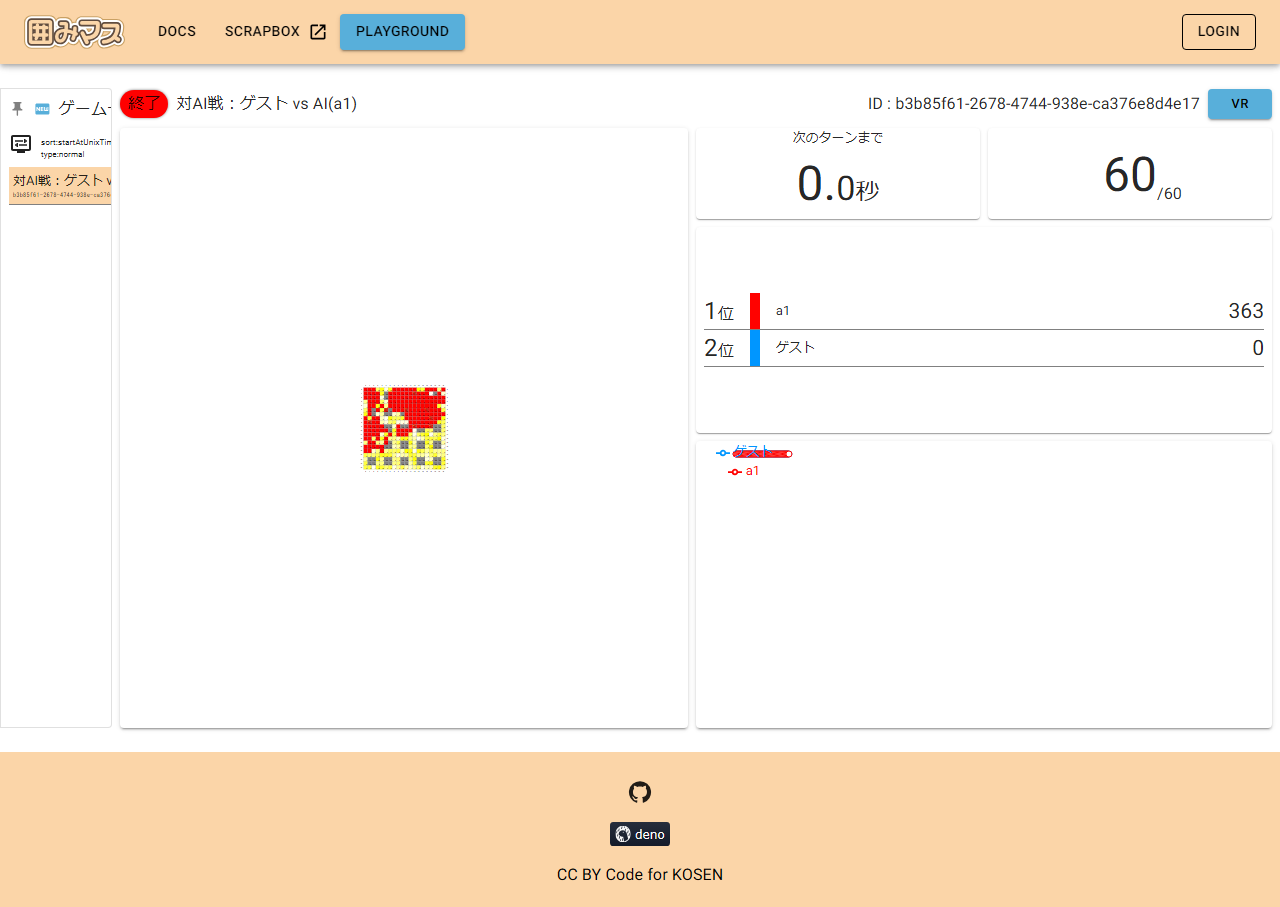 囲みマス
DOCS
SCRAPBOX
PLAYGROUND
LOGIN
NEW
ゲーム
sort:startAtUnixTim
type:normal
対AI戦：ゲスト v
b3b85f61-2678-4744-938e-ca376
終了 対AI戦：ゲスト vs AI(a1)
ID : b3b85f61-2678-4744-938e-ca376e8d4e17
VR
次のターンまで
0.0秒
60/60
1位 a1 363
2位 ゲスト 0
ゲスト
a1
deno
CC BY Code for KOSEN